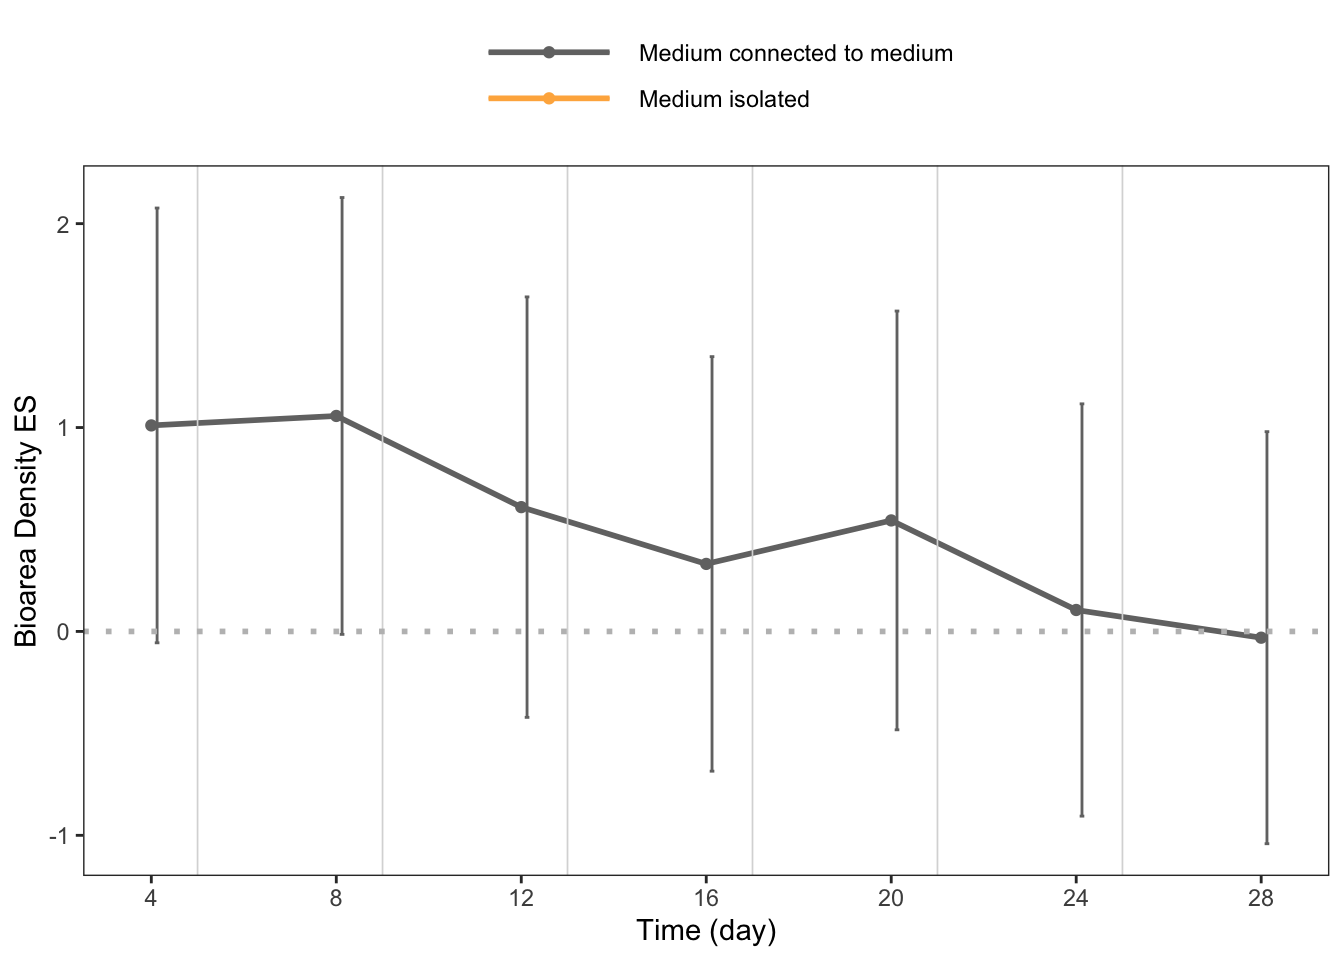 Medium connected to medium
Medium isolated
Bioarea Density ES
2
1
0
-1
4 8 12 16 20 24 28
Time (day)